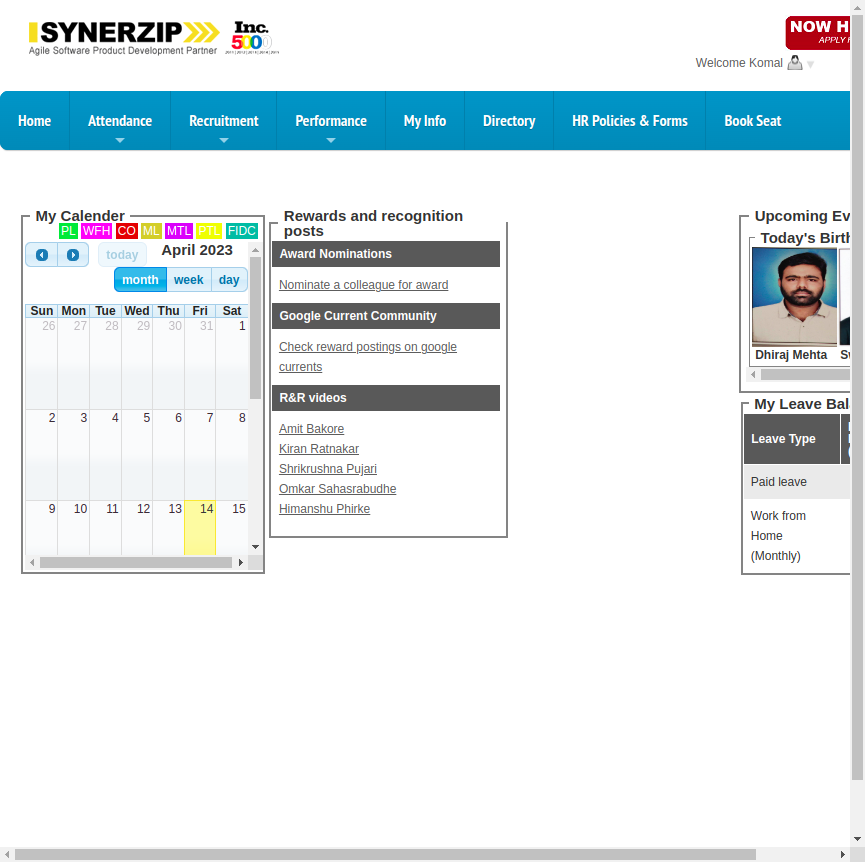 SYNERZIP
Agile Software Product Development Partner
Inc.
5000
NOW H
APPLY
Welcome Komal
Home
Attendance
Recruitment
Performance
My Info
Directory
HR Policies & Forms
Book Seat
My Calender
PL WFH CO ML MTL PTL FIDC
today
April 2023
month week day
Sun Mon Tue Wed Thu Fri Sat
26 27 28 29 30 31 1
2 3 4 5 6 7 8
9 10 11 12 13 14 15
Rewards and recognition
posts
Award Nominations
Nominate a colleague for award
Google Current Community
Check reward postings on google
currents
R&R videos
Amit Bakore
Kiran Ratnakar
Shrikrushna Pujari
Omkar Sahasrabudhe
Himanshu Phirke
Upcoming Ev
Today's Birth
Dhiraj Mehta
My Leave Bal
Leave Type
Paid leave
Work from
Home
(Monthly)